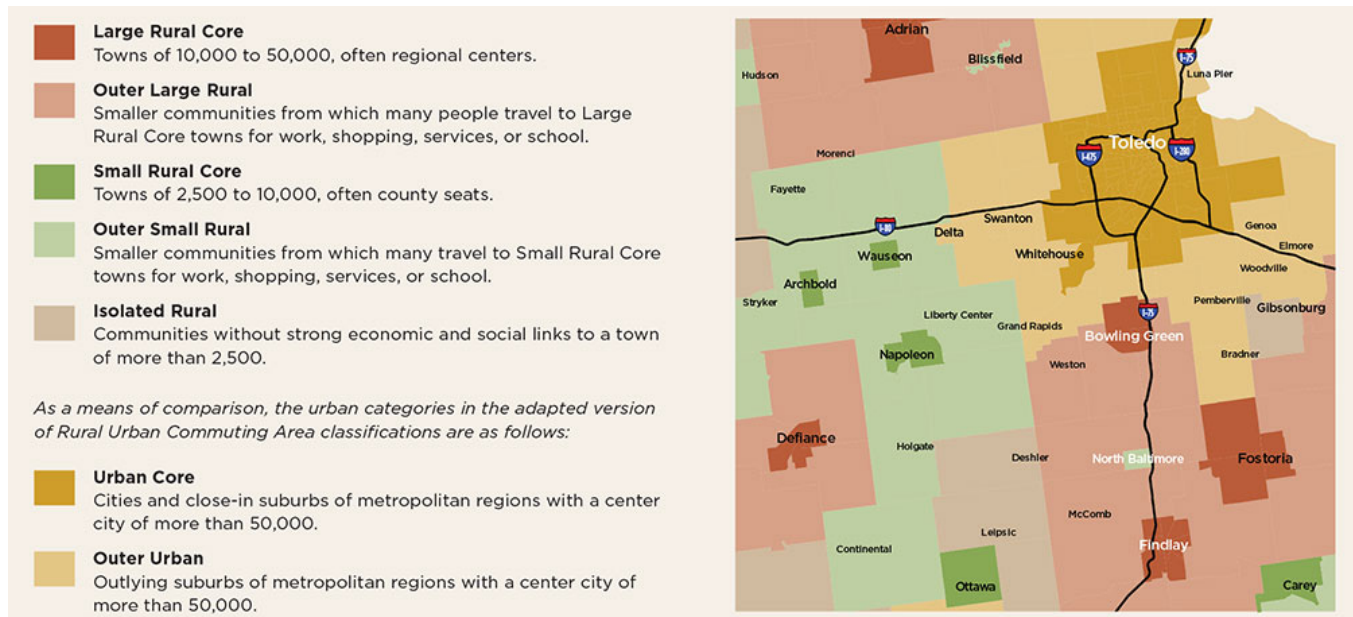 Large Rural Core
Towns of 10,000 to 50,000, often regional centers.
Outer Large Rural
Smaller communities from which many people travel to Large
Rural Core towns for work, shopping, services, or school.
Small Rural Core
Towns of 2,500 to 10,000, often county seats.
Outer Small Rural
Smaller communities from which many travel to Small Rural Core
towns for work, shopping, services, or school.
Isolated Rural
Communities without strong economic and social links to a town
of more than 2,500.
As a means of comparison, the urban categories in the adapted version
of Rural Urban Commuting Area classifications are as follows:
Urban Core
Cities and close-in suburbs of metropolitan regions with a center
city of more than 50,000.
Outer Urban
Outlying suburbs of metropolitan regions with a center city of
more than 50,000.
Adrian
Blissfield
I-75
Hudson
Luna Pier
Toledo
I-475
I-280
Morenci
Fayette
Swanton
I-80
Delta
Genoa
Elmore
Whitehouse
Wauseon
Woodville
Archbold
Stryker
Pemberville
Gibsonburg
Liberty Center
I-75
Grand Rapids
Bowling Green
Napoleon
Weston
Bradner
Defiance
Holgate
Deshler
North Baltimore
Fostoria
McComb
Leipsic
Continental
Findlay
Ottawa
Carey